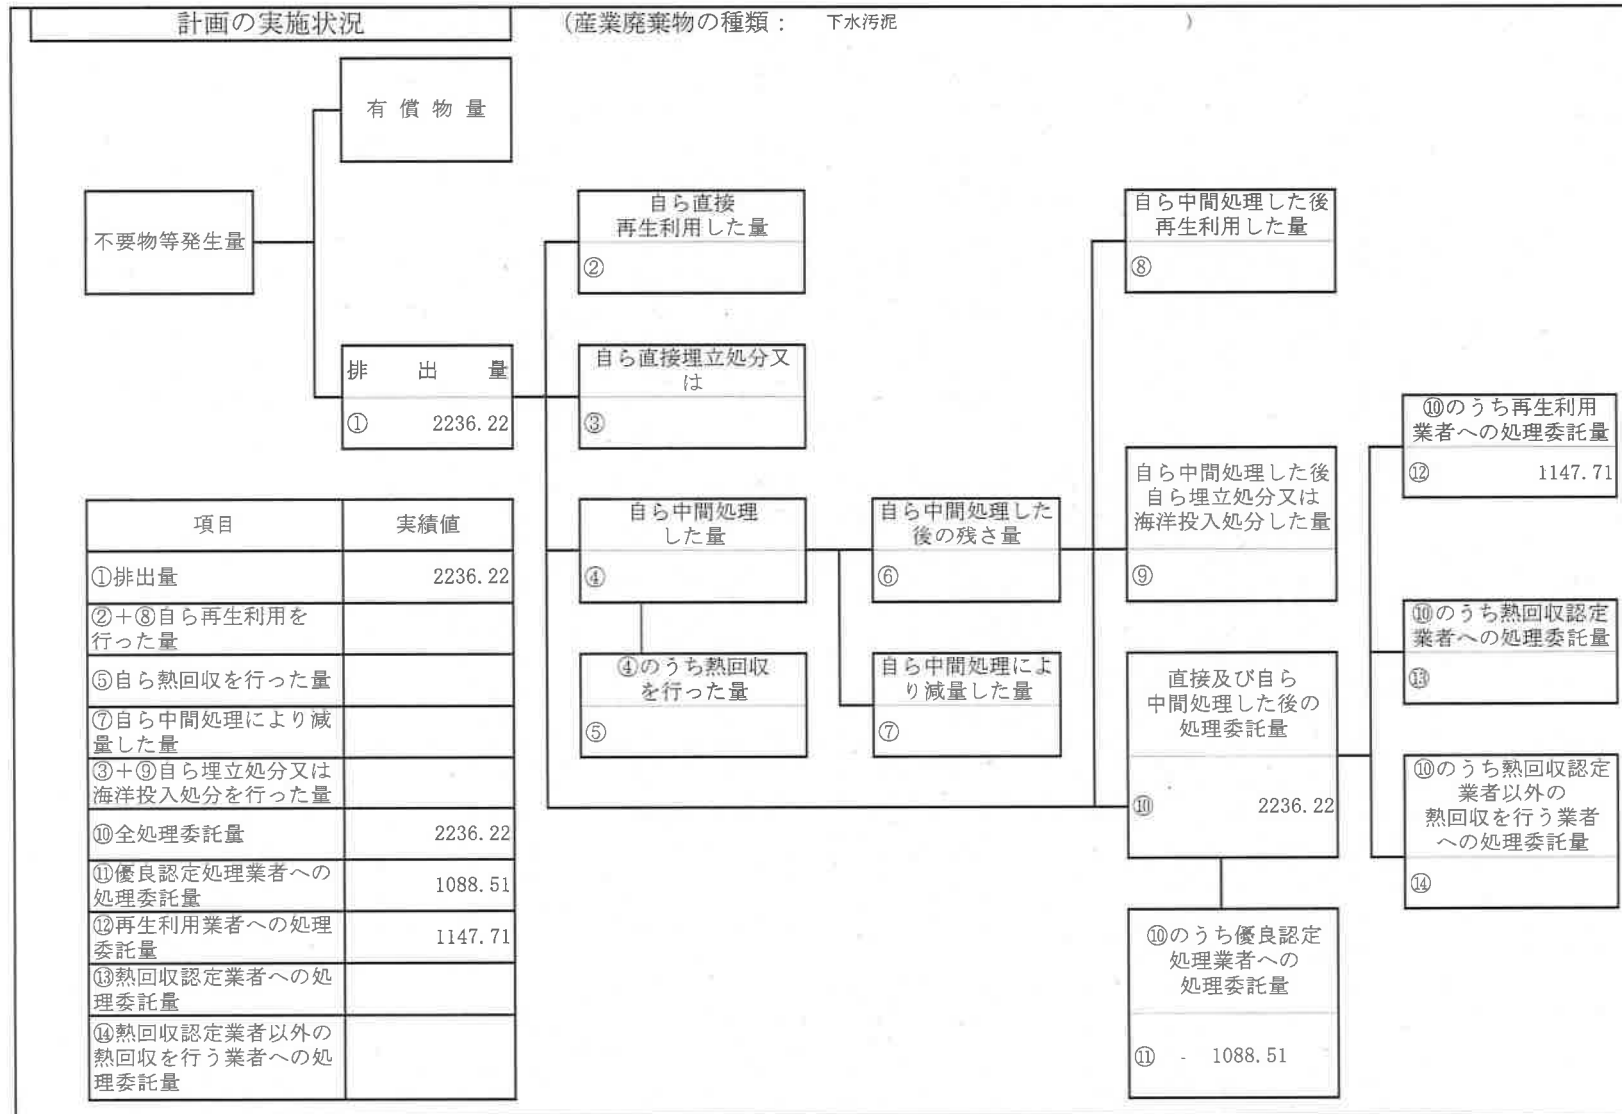 計画の実施状況
(産業廃棄物の種類： 下水汚泥 )
有償物量
不要物等発生量
排出量
① 2236.22
自ら直接
再生利用した量
②
自ら直接埋立処分又
は
③
自ら中間処理
した量
④
④のうち熱回収
を行った量
⑤
自ら中間処理した
後の残さ量
⑥
自ら中間処理によ
り減量した量
⑦
自ら中間処理した後
再生利用した量
⑧
自ら中間処理した後
自ら埋立処分又は
海洋投入処分した量
⑨
直接及び自ら
中間処理した後の
処理委託量
⑩ 2236.22
⑩のうち優良認定
処理業者への
処理委託量
⑪ - 1088.51
⑩のうち再生利用
業者への処理委託量
⑫ 1147.71
⑩のうち熱回収認定
業者への処理委託量
⑬
⑩のうち熱回収認定
業者以外の
熱回収を行う業者
への処理委託量
⑭
項目 実績値
①排出量 2236.22
②＋⑧自ら再生利用を
行った量
⑤自ら熱回収を行った量
⑦自ら中間処理により減
量した量
③＋⑨自ら埋立処分又は
海洋投入処分を行った量
⑩全処理委託量 2236.22
⑪優良認定処理業者への
処理委託量 1088.51
⑫再生利用業者への処理
委託量 1147.71
⑬熱回収認定業者への処
理委託量
⑭熱回収認定業者以外の
熱回収を行う業者への処
理委託量